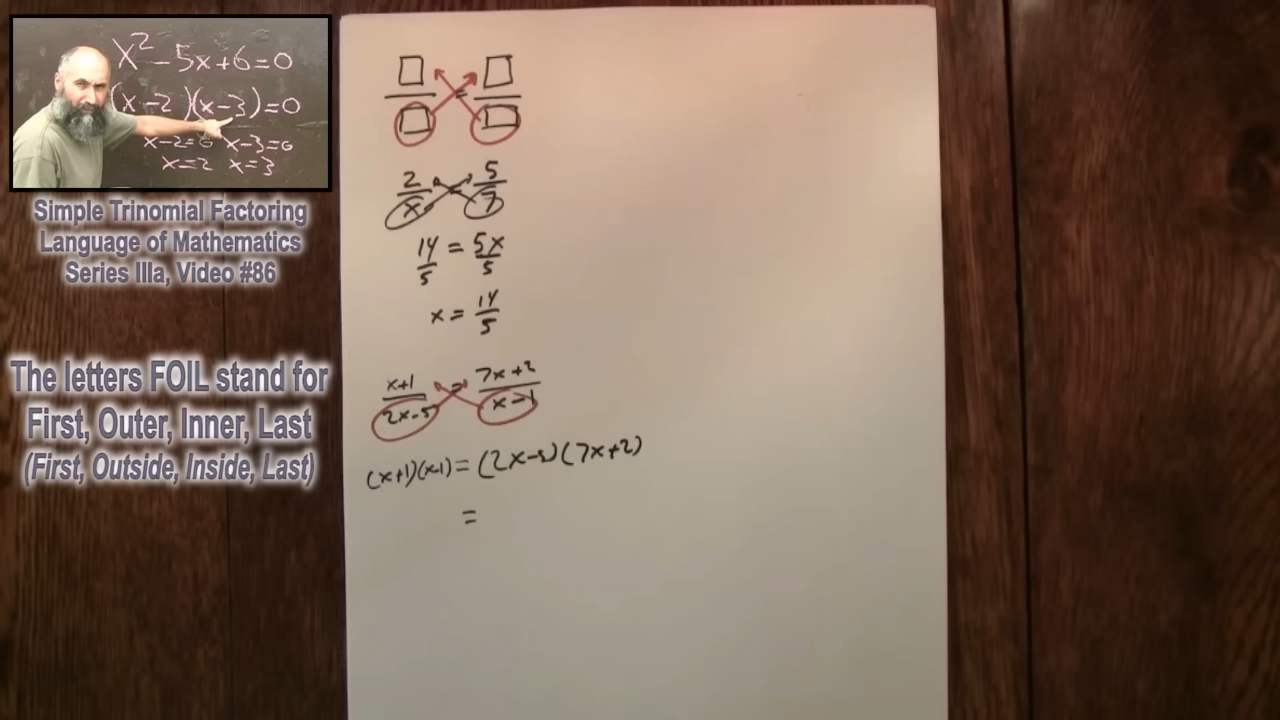 x² - 5x + 6 = 0
(x - 2)(x - 3) = 0
x - 2 = 0 x - 3 = 0
x = 2 x = 3
Simple Trinomial Factoring
Language of Mathematics
Series IIIa, Video #86
The letters FOIL stand for
First, Outer, Inner, Last
(First, Outside, Inside, Last)
□/□ = □/□
2/x = 5/7
14/5 = 5x/5
x = 14/5
x+1/2x-5 = 7x+2/x-1
(x+1)(x-1) = (2x-5)(7x+2)
=